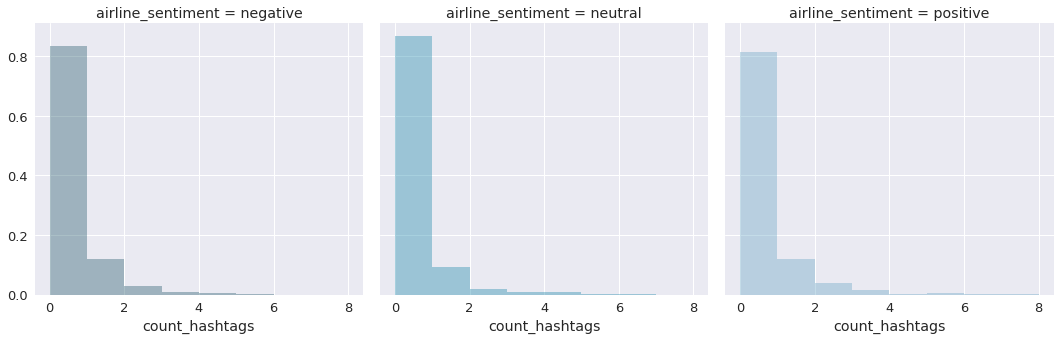 airline_sentiment = negative
airline_sentiment = neutral
airline_sentiment = positive
0.8
0.6
0.4
0.2
0.0
0 2 4 6 8
0 2 4 6 8
0 2 4 6 8
count_hashtags
count_hashtags
count_hashtags